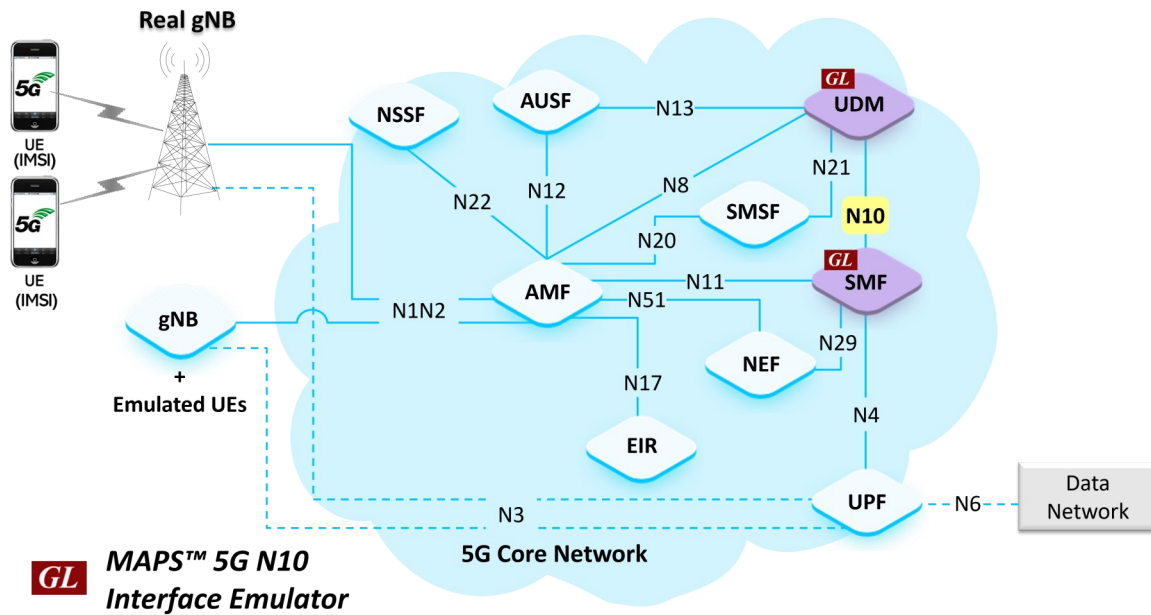 Real gNB
5G
UE
(IMSI)
5G
UE
(IMSI)
gNB
+
Emulated UEs
NSSF
AUSF
GL
UDM
N13
N22
N12
N8
N21
SMSF
N20
N10
GL
SMF
AMF
N11
N1N2
N51
N29
NEF
N17
N4
EIR
UPF
N6
Data
Network
N3
5G Core Network
GL
MAPS™ 5G N10
Interface Emulator